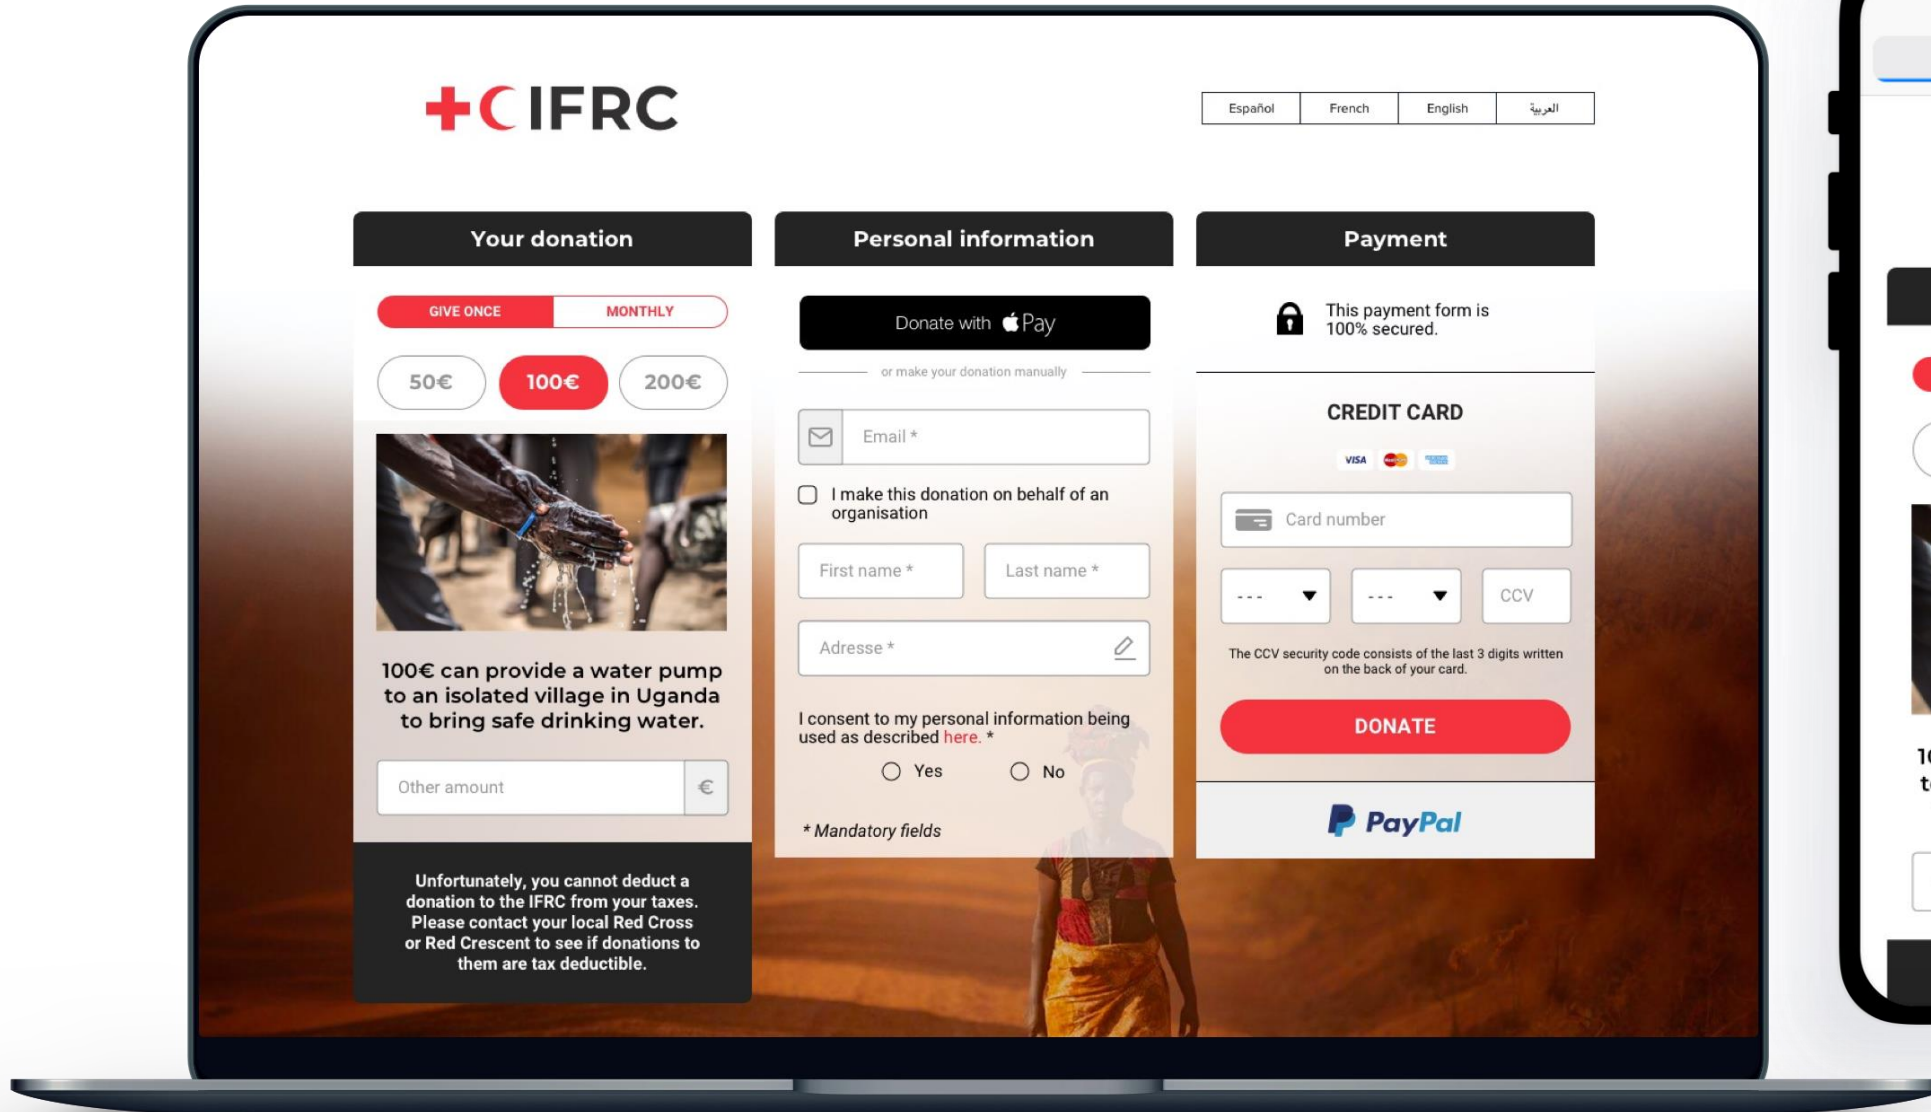 IFRC
Español
French
English
العربية
Your donation
GIVE ONCE
MONTHLY
50€
100€
200€
100€ can provide a water pump
to an isolated village in Uganda
to bring safe drinking water.
Other amount
€
Unfortunately, you cannot deduct a
donation to the IFRC from your taxes.
Please contact your local Red Cross
or Red Crescent to see if donations to
them are tax deductible.
Personal information
Donate with Pay
or make your donation manually
Email *
I make this donation on behalf of an
organisation
First name *
Last name *
Adresse *
I consent to my personal information being
used as described here. *
Yes
No
* Mandatory fields
Payment
This payment form is
100% secured.
CREDIT CARD
VISA
Card number
---
---
CCV
The CCV security code consists of the last 3 digits written
on the back of your card.
DONATE
PayPal